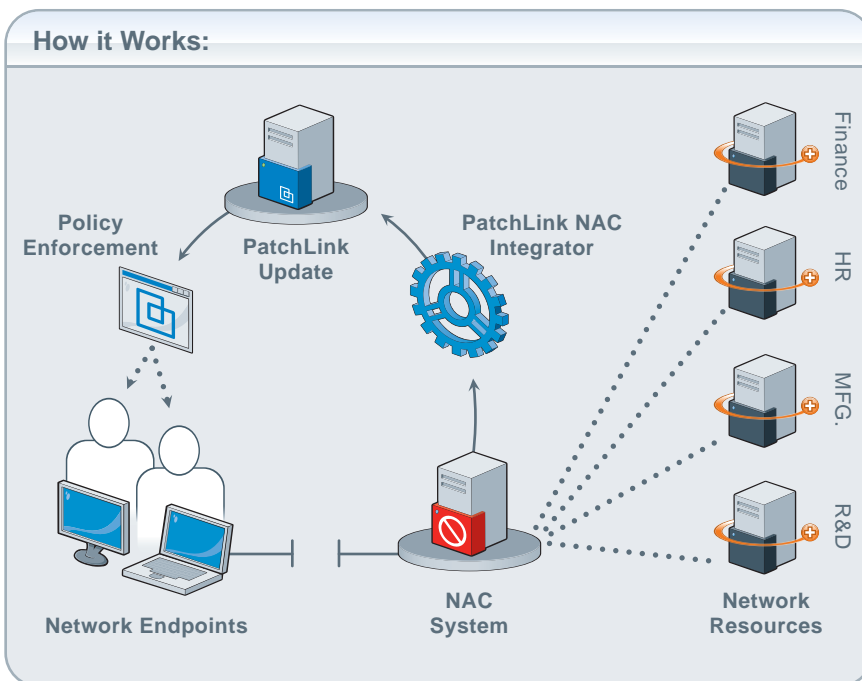 How it Works:
Policy
Enforcement
PatchLink
Update
PatchLink NAC
Integrator
Finance
HR
MFG.
R&D
Network Endpoints
NAC
System
Network
Resources